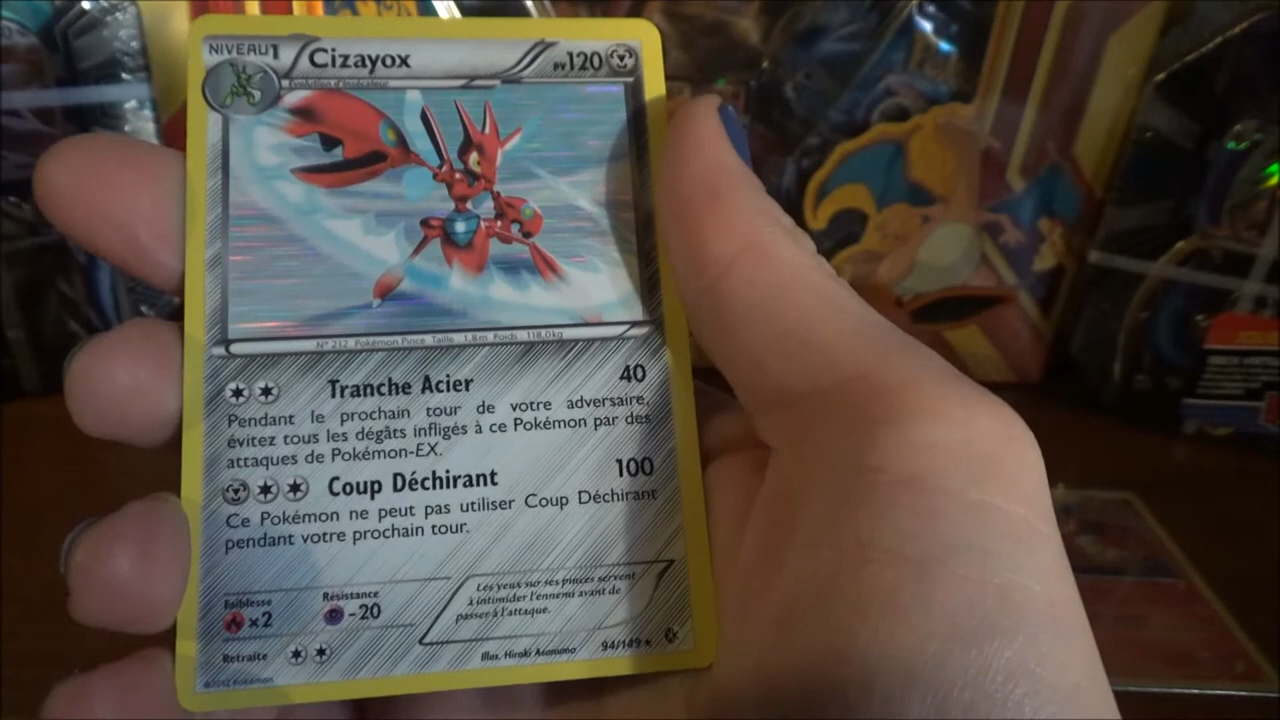 NIVEAU 1
Cizayox
PV 120
Évolution d'Insécateur
N° 212 Pokémon Pince Taille : 1,8m Poids : 118,0kg
Tranche Acier 40
Pendant le prochain tour de votre adversaire,
évitez tous les dégâts infligés à ce Pokémon par des
attaques de Pokémon-EX.
Coup Déchirant 100
Ce Pokémon ne peut pas utiliser Coup Déchirant
pendant votre prochain tour.
Faiblesse
×2
Résistance
-20
Les yeux sur ses pinces servent
à intimider l'ennemi avant de
passer à l'attaque.
Retraite
Illus. Hiroki Asanuma
94/149
©2012 Pokémon